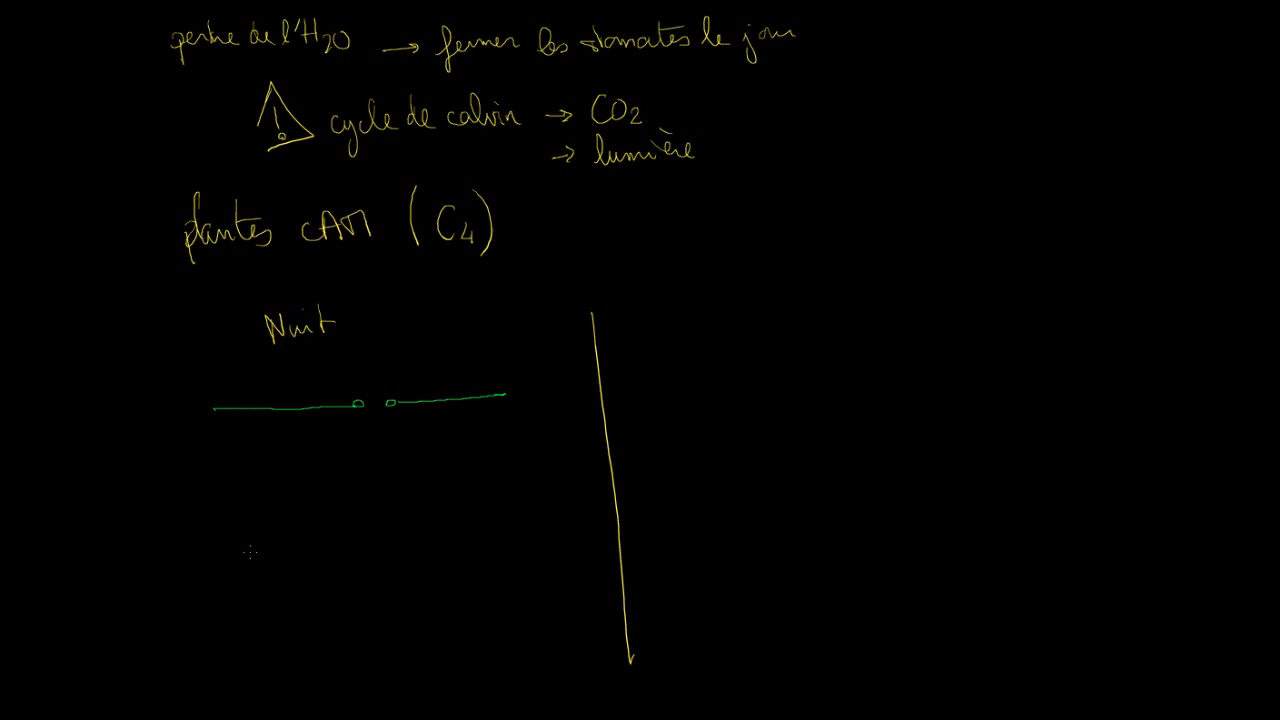 perte de l'H2O → fermer les stomates le jour
! cycle de calvin → CO2
→ lumière
plantes CAM (C4)
Nuit